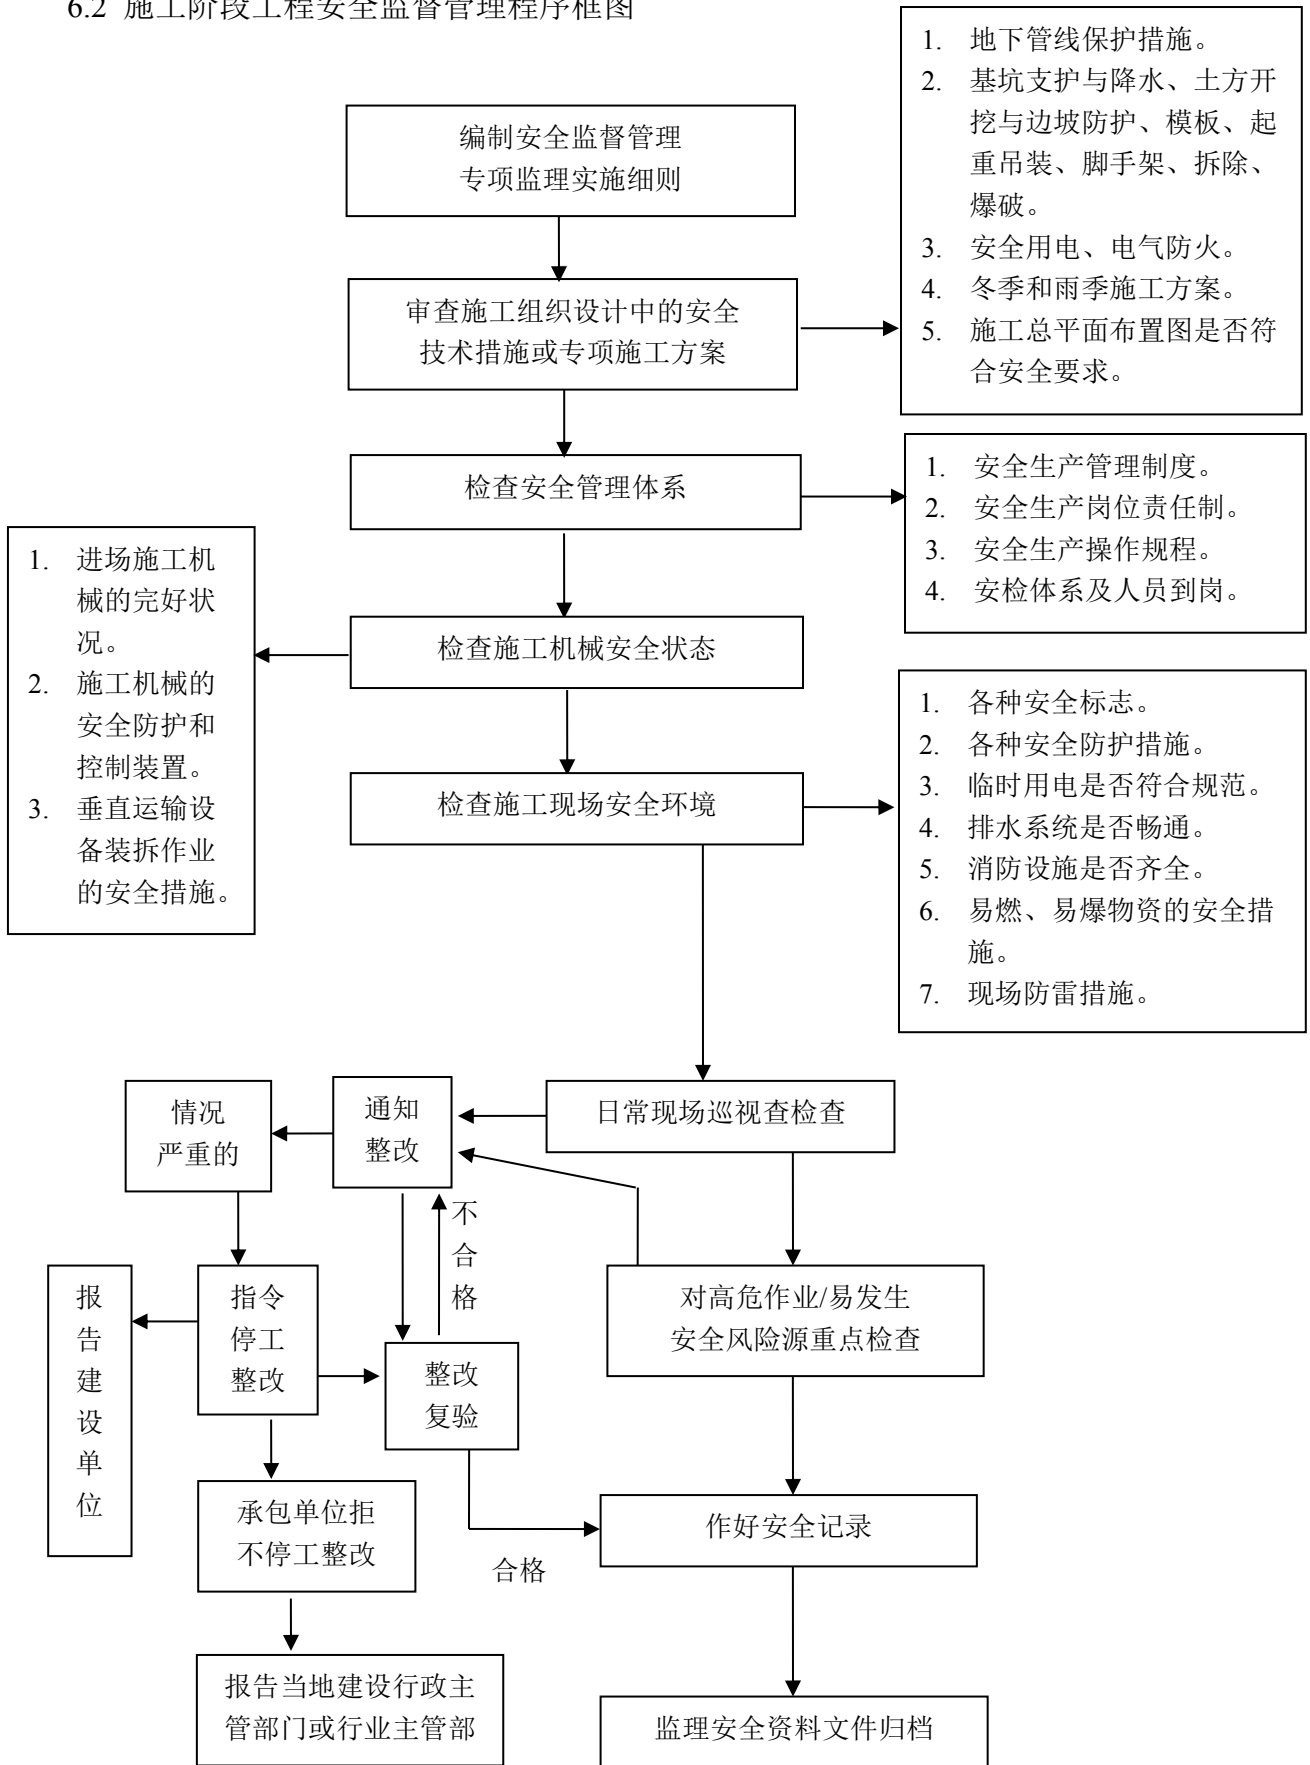 6.2 施工阶段工程安全监督管理程序框图
编制安全监督管理
专项监理实施细则
1. 地下管线保护措施。
2. 基坑支护与降水、土方开
挖与边坡防护、模板、起
重吊装、脚手架、拆除、
爆破。
3. 安全用电、电气防火。
4. 冬季和雨季施工方案。
5. 施工总平面布置图是否符
合安全要求。
审查施工组织设计中的安全
技术措施或专项施工方案
检查安全管理体系
1. 安全生产管理制度。
2. 安全生产岗位责任制。
3. 安全生产操作规程。
4. 安检体系及人员到岗。
1. 进场施工机
械的完好状
况。
2. 施工机械的
安全防护和
控制装置。
3. 垂直运输设
备装拆作业
的安全措施。
检查施工机械安全状态
检查施工现场安全环境
1. 各种安全标志。
2. 各种安全防护措施。
3. 临时用电是否符合规范。
4. 排水系统是否畅通。
5. 消防设施是否齐全。
6. 易燃、易爆物资的安全措
施。
7. 现场防雷措施。
情况
严重的
通知
整改
日常现场巡视查检查
不
合
格
报
告
建
设
单
位
指令
停工
整改
整改
复验
对高危作业/易发生
安全风险源重点检查
承包单位拒
不停工整改
合格
作好安全记录
报告当地建设行政主
管部门或行业主管部
监理安全资料文件归档